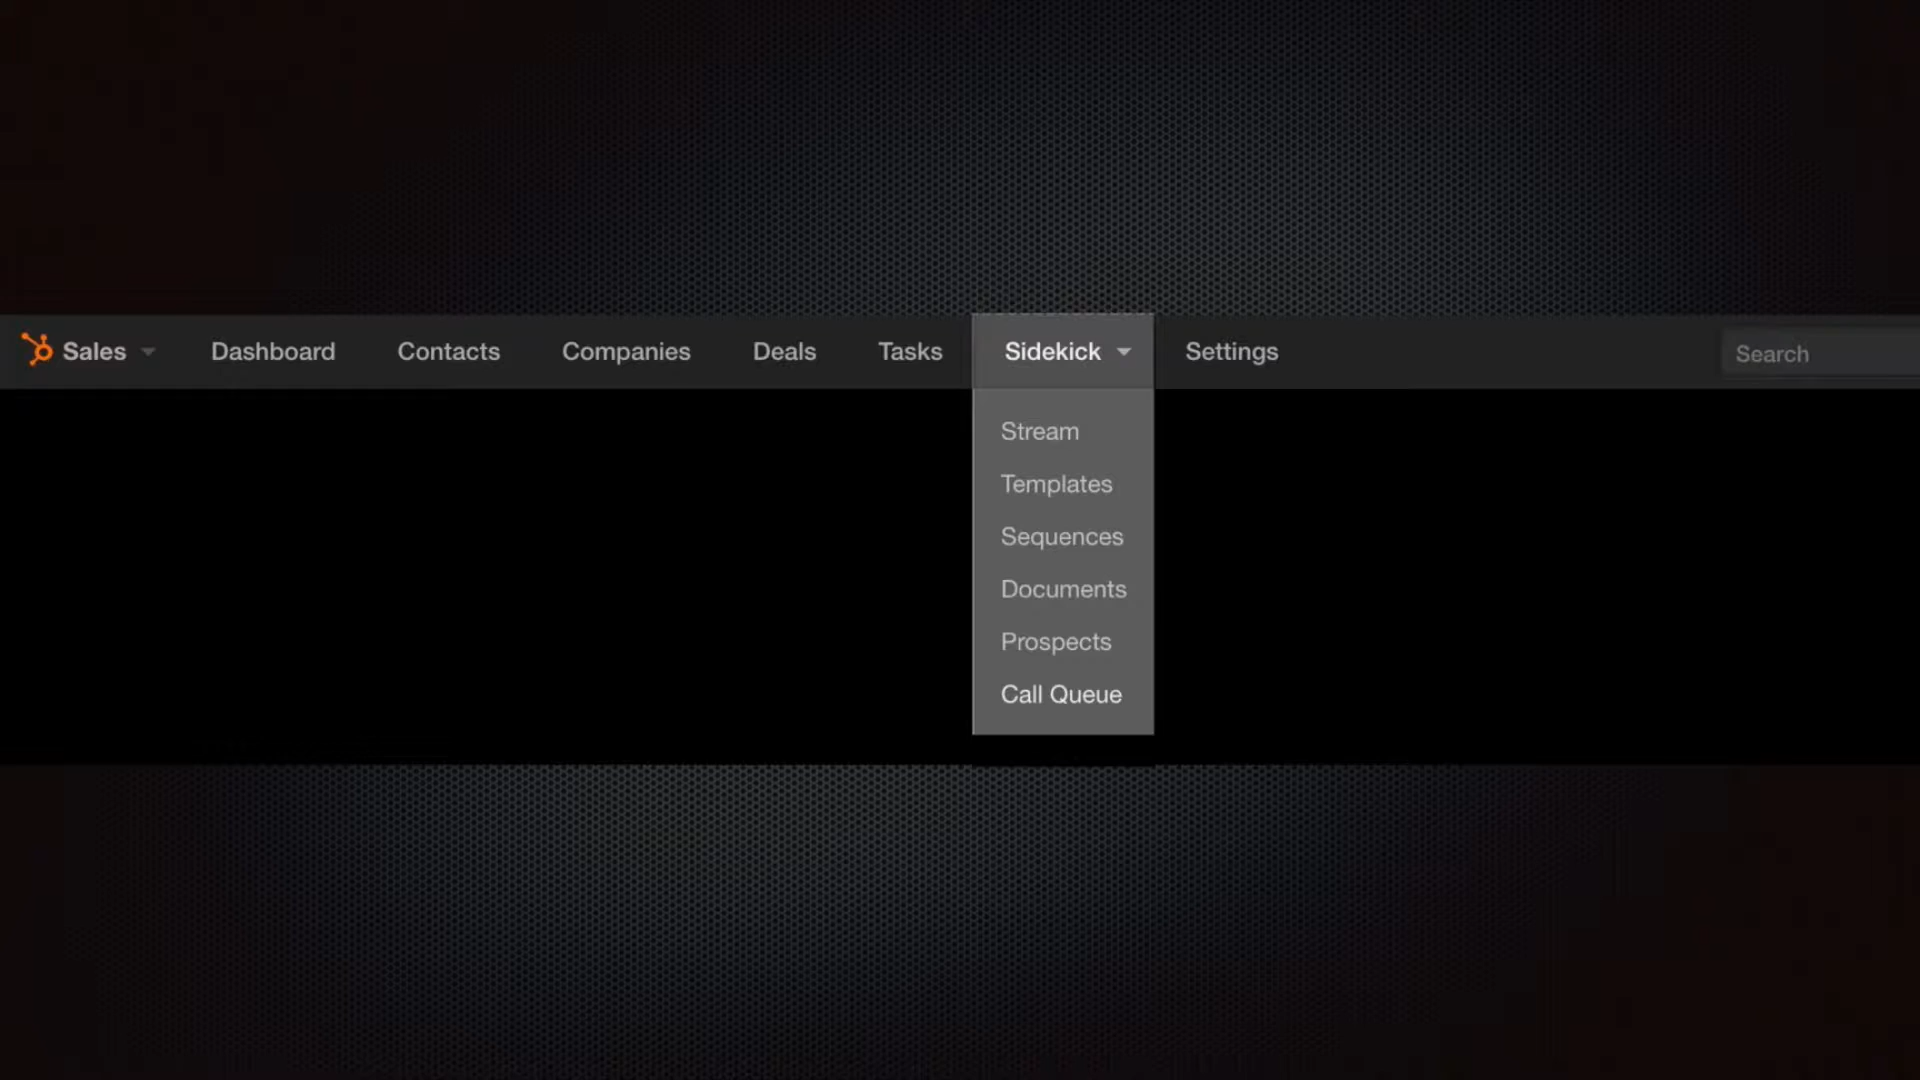 Sales Dashboard Contacts Companies Deals Tasks Sidekick Settings Search
Stream
Templates
Sequences
Documents
Prospects
Call Queue